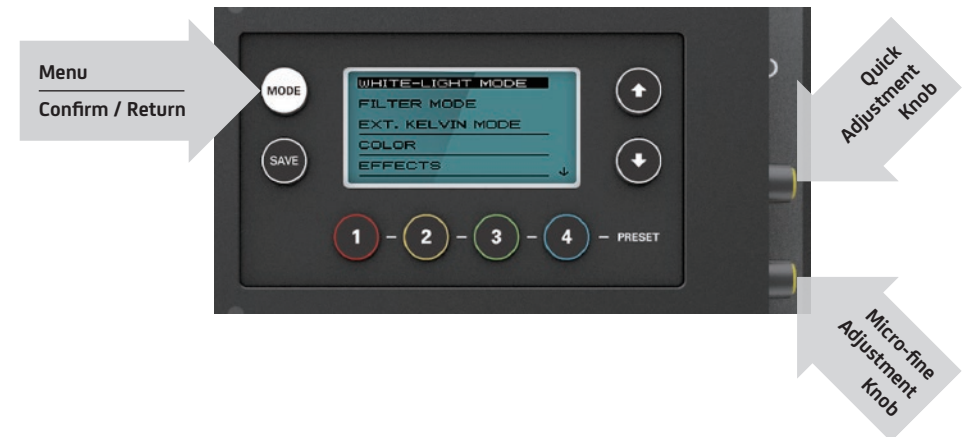 Menu
Confirm / Return
MODE
SAVE
WHITE-LIGHT MODE
FILTER MODE
EXT. KELVIN MODE
COLOR
EFFECTS
1 – 2 – 3 – 4 – PRESET
Quick
Adjustment
Knob
Micro-fine
Adjustment
Knob